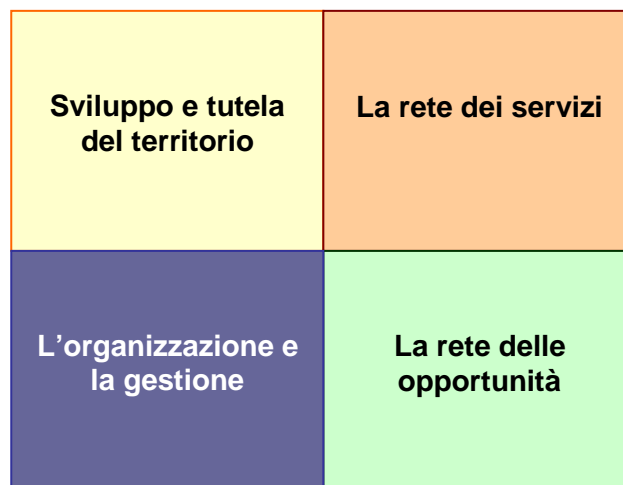 Sviluppo e tutela
del territorio
La rete dei servizi
L’organizzazione e
la gestione
La rete delle
opportunità